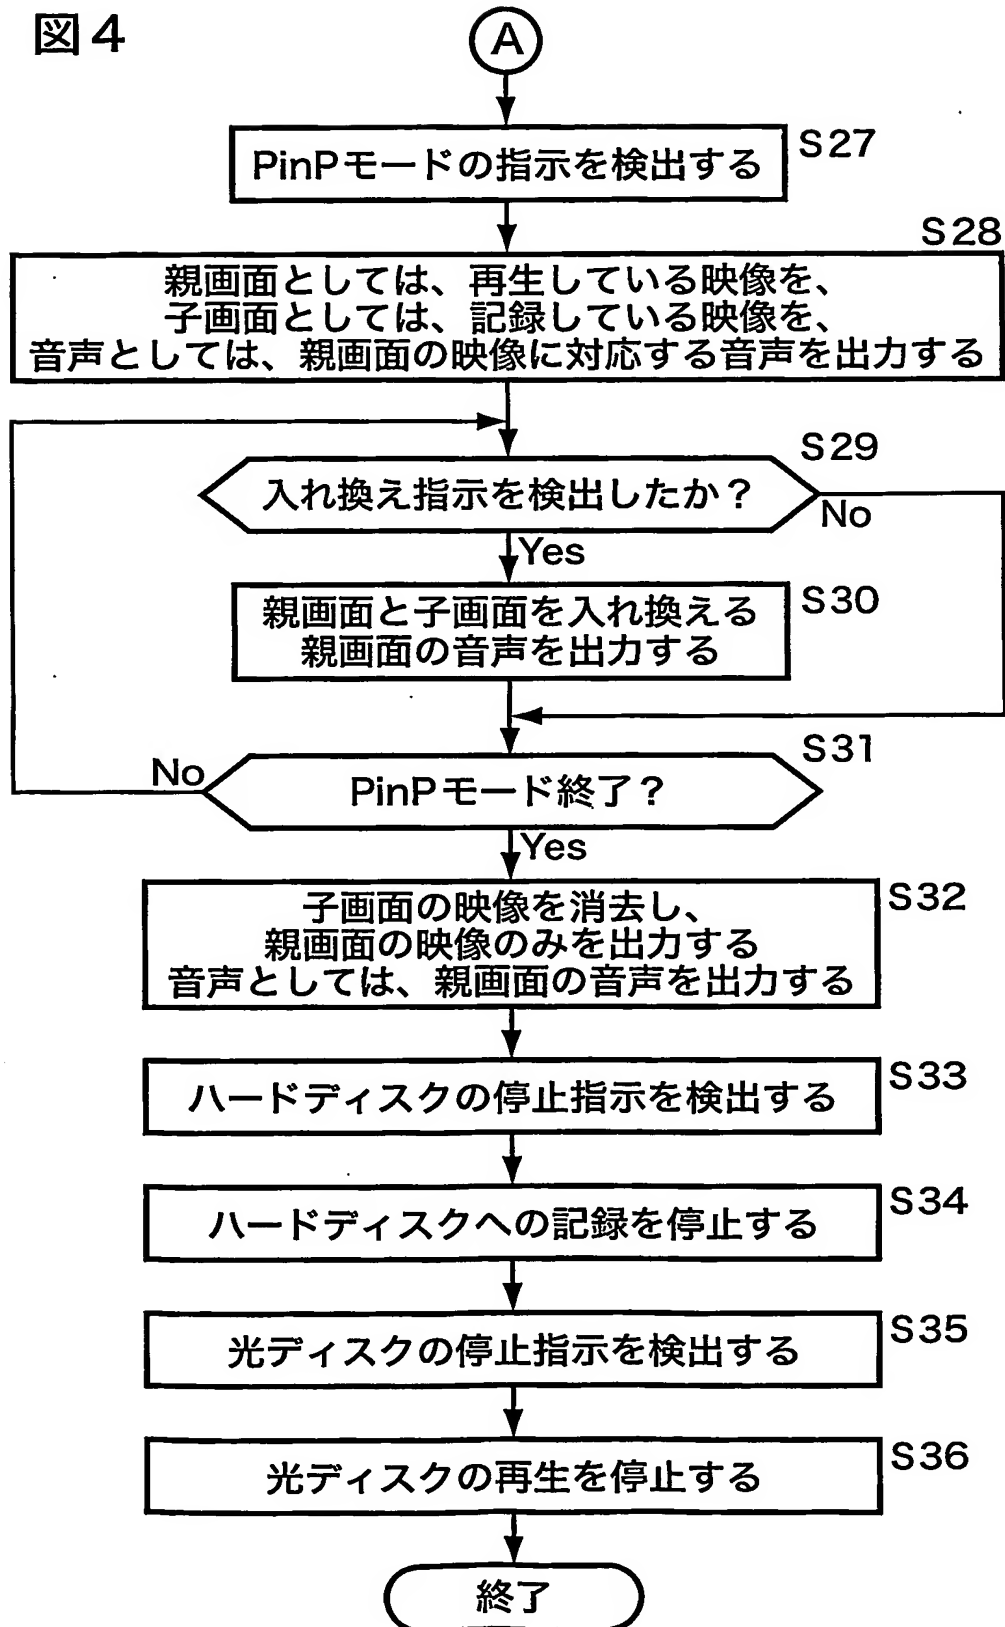 図4
A
PinPモードの指示を検出する
S27
S28
親画面としては、再生している映像を、
子画面としては、記録している映像を、
音声としては、親画面の映像に対応する音声を出力する
S29
入れ換え指示を検出したか？
No
Yes
親画面と子画面を入れ換える
親画面の音声を出力する
S30
S31
No
PinPモード終了？
Yes
子画面の映像を消去し、
親画面の映像のみを出力する
音声としては、親画面の音声を出力する
S32
ハードディスクの停止指示を検出する
S33
ハードディスクへの記録を停止する
S34
光ディスクの停止指示を検出する
S35
光ディスクの再生を停止する
S36
終了